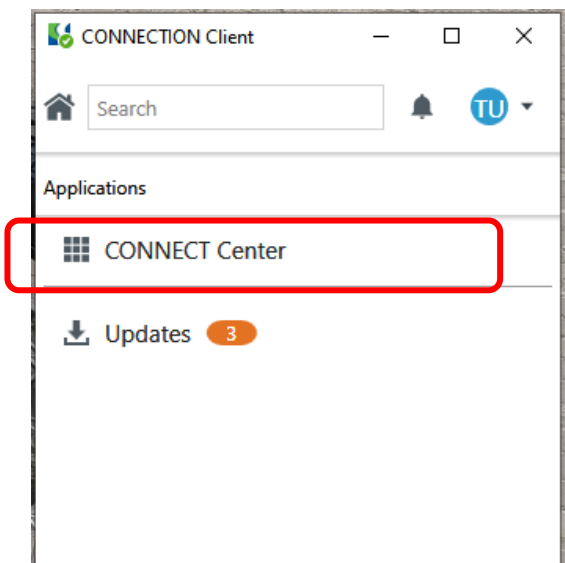 CONNECTION Client
Search
TU
Applications
CONNECT Center
Updates 3